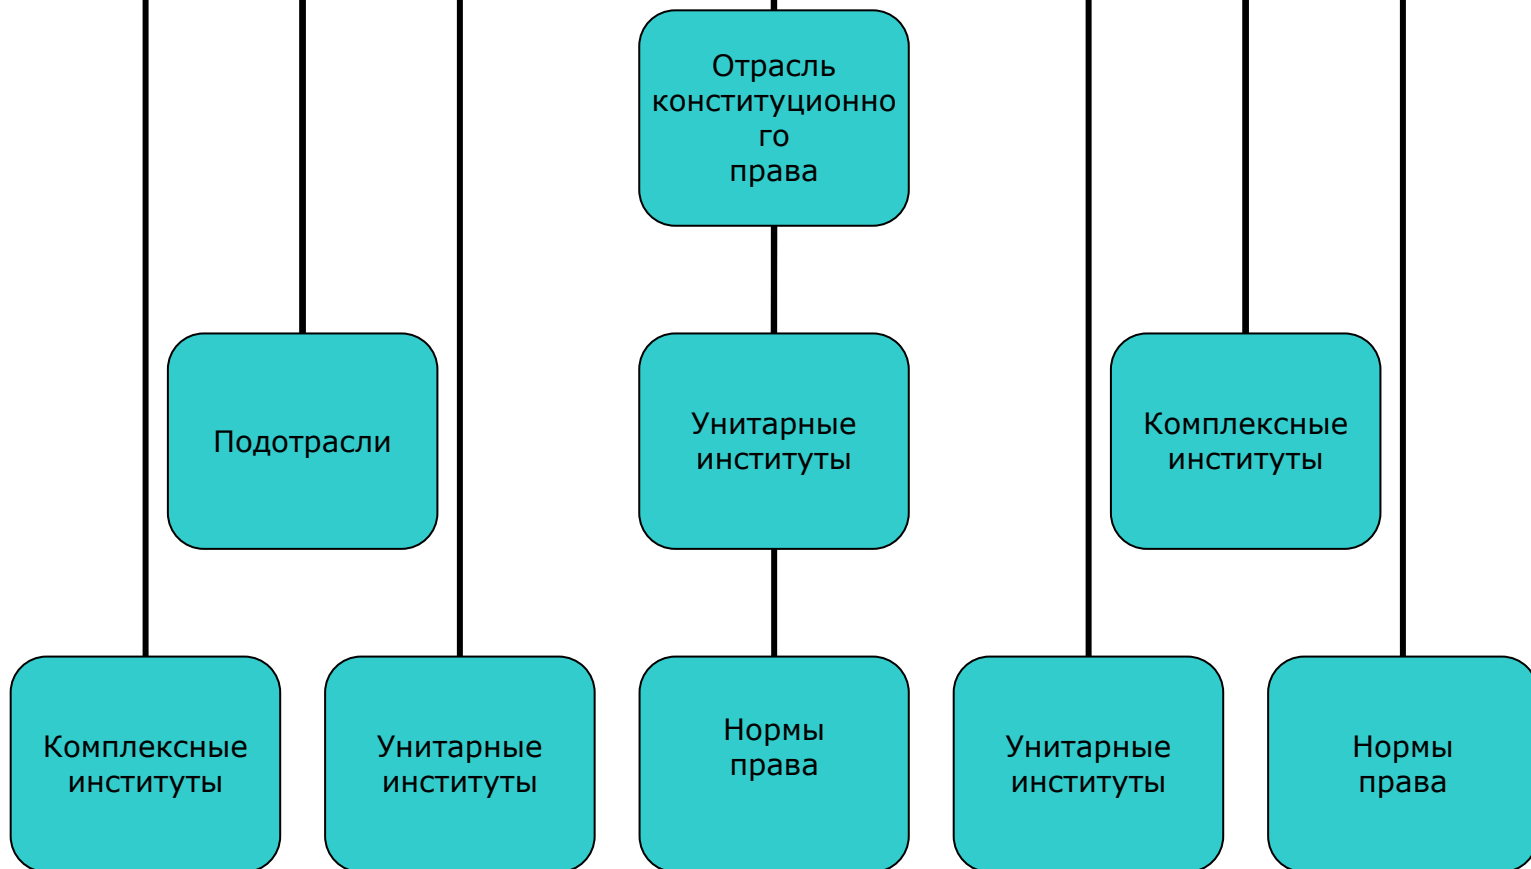 Отрасль
конституционно
го
права
Подотрасли
Унитарные
институты
Комплексные
институты
Комплексные
институты
Унитарные
институты
Нормы
права
Унитарные
институты
Нормы
права